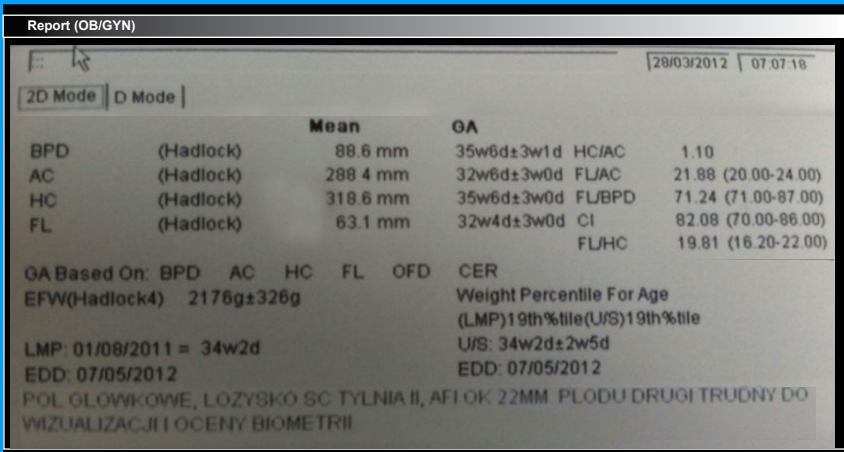 Report (OB/GYN)
28/03/2012 07:07:18
2D Mode D Mode
Mean GA
BPD (Hadlock) 88.6 mm 35w6d±3w1d HC/AC 1.10
AC (Hadlock) 288.4 mm 32w6d±3w0d FL/AC 21.88 (20.00-24.00)
HC (Hadlock) 318.6 mm 35w6d±3w0d FL/BPD 71.24 (71.00-87.00)
FL (Hadlock) 63.1 mm 32w4d±3w0d CI 82.08 (70.00-86.00)
FL/HC 19.81 (16.20-22.00)
GA Based On: BPD AC HC FL OFD CER
EFW(Hadlock4) 2176g±326g Weight Percentile For Age
(LMP)19th%tile(U/S)19th%tile
LMP: 01/08/2011 = 34w2d U/S: 34w2d±2w5d
EDD: 07/05/2012 EDD: 07/05/2012
POL GLOWKOWE, LOZYSKO SC TYLNIA II, AFI OK 22MM PLODU DRUGI TRUDNY DO
WIZUALIZACJI I OCENY BIOMETRII